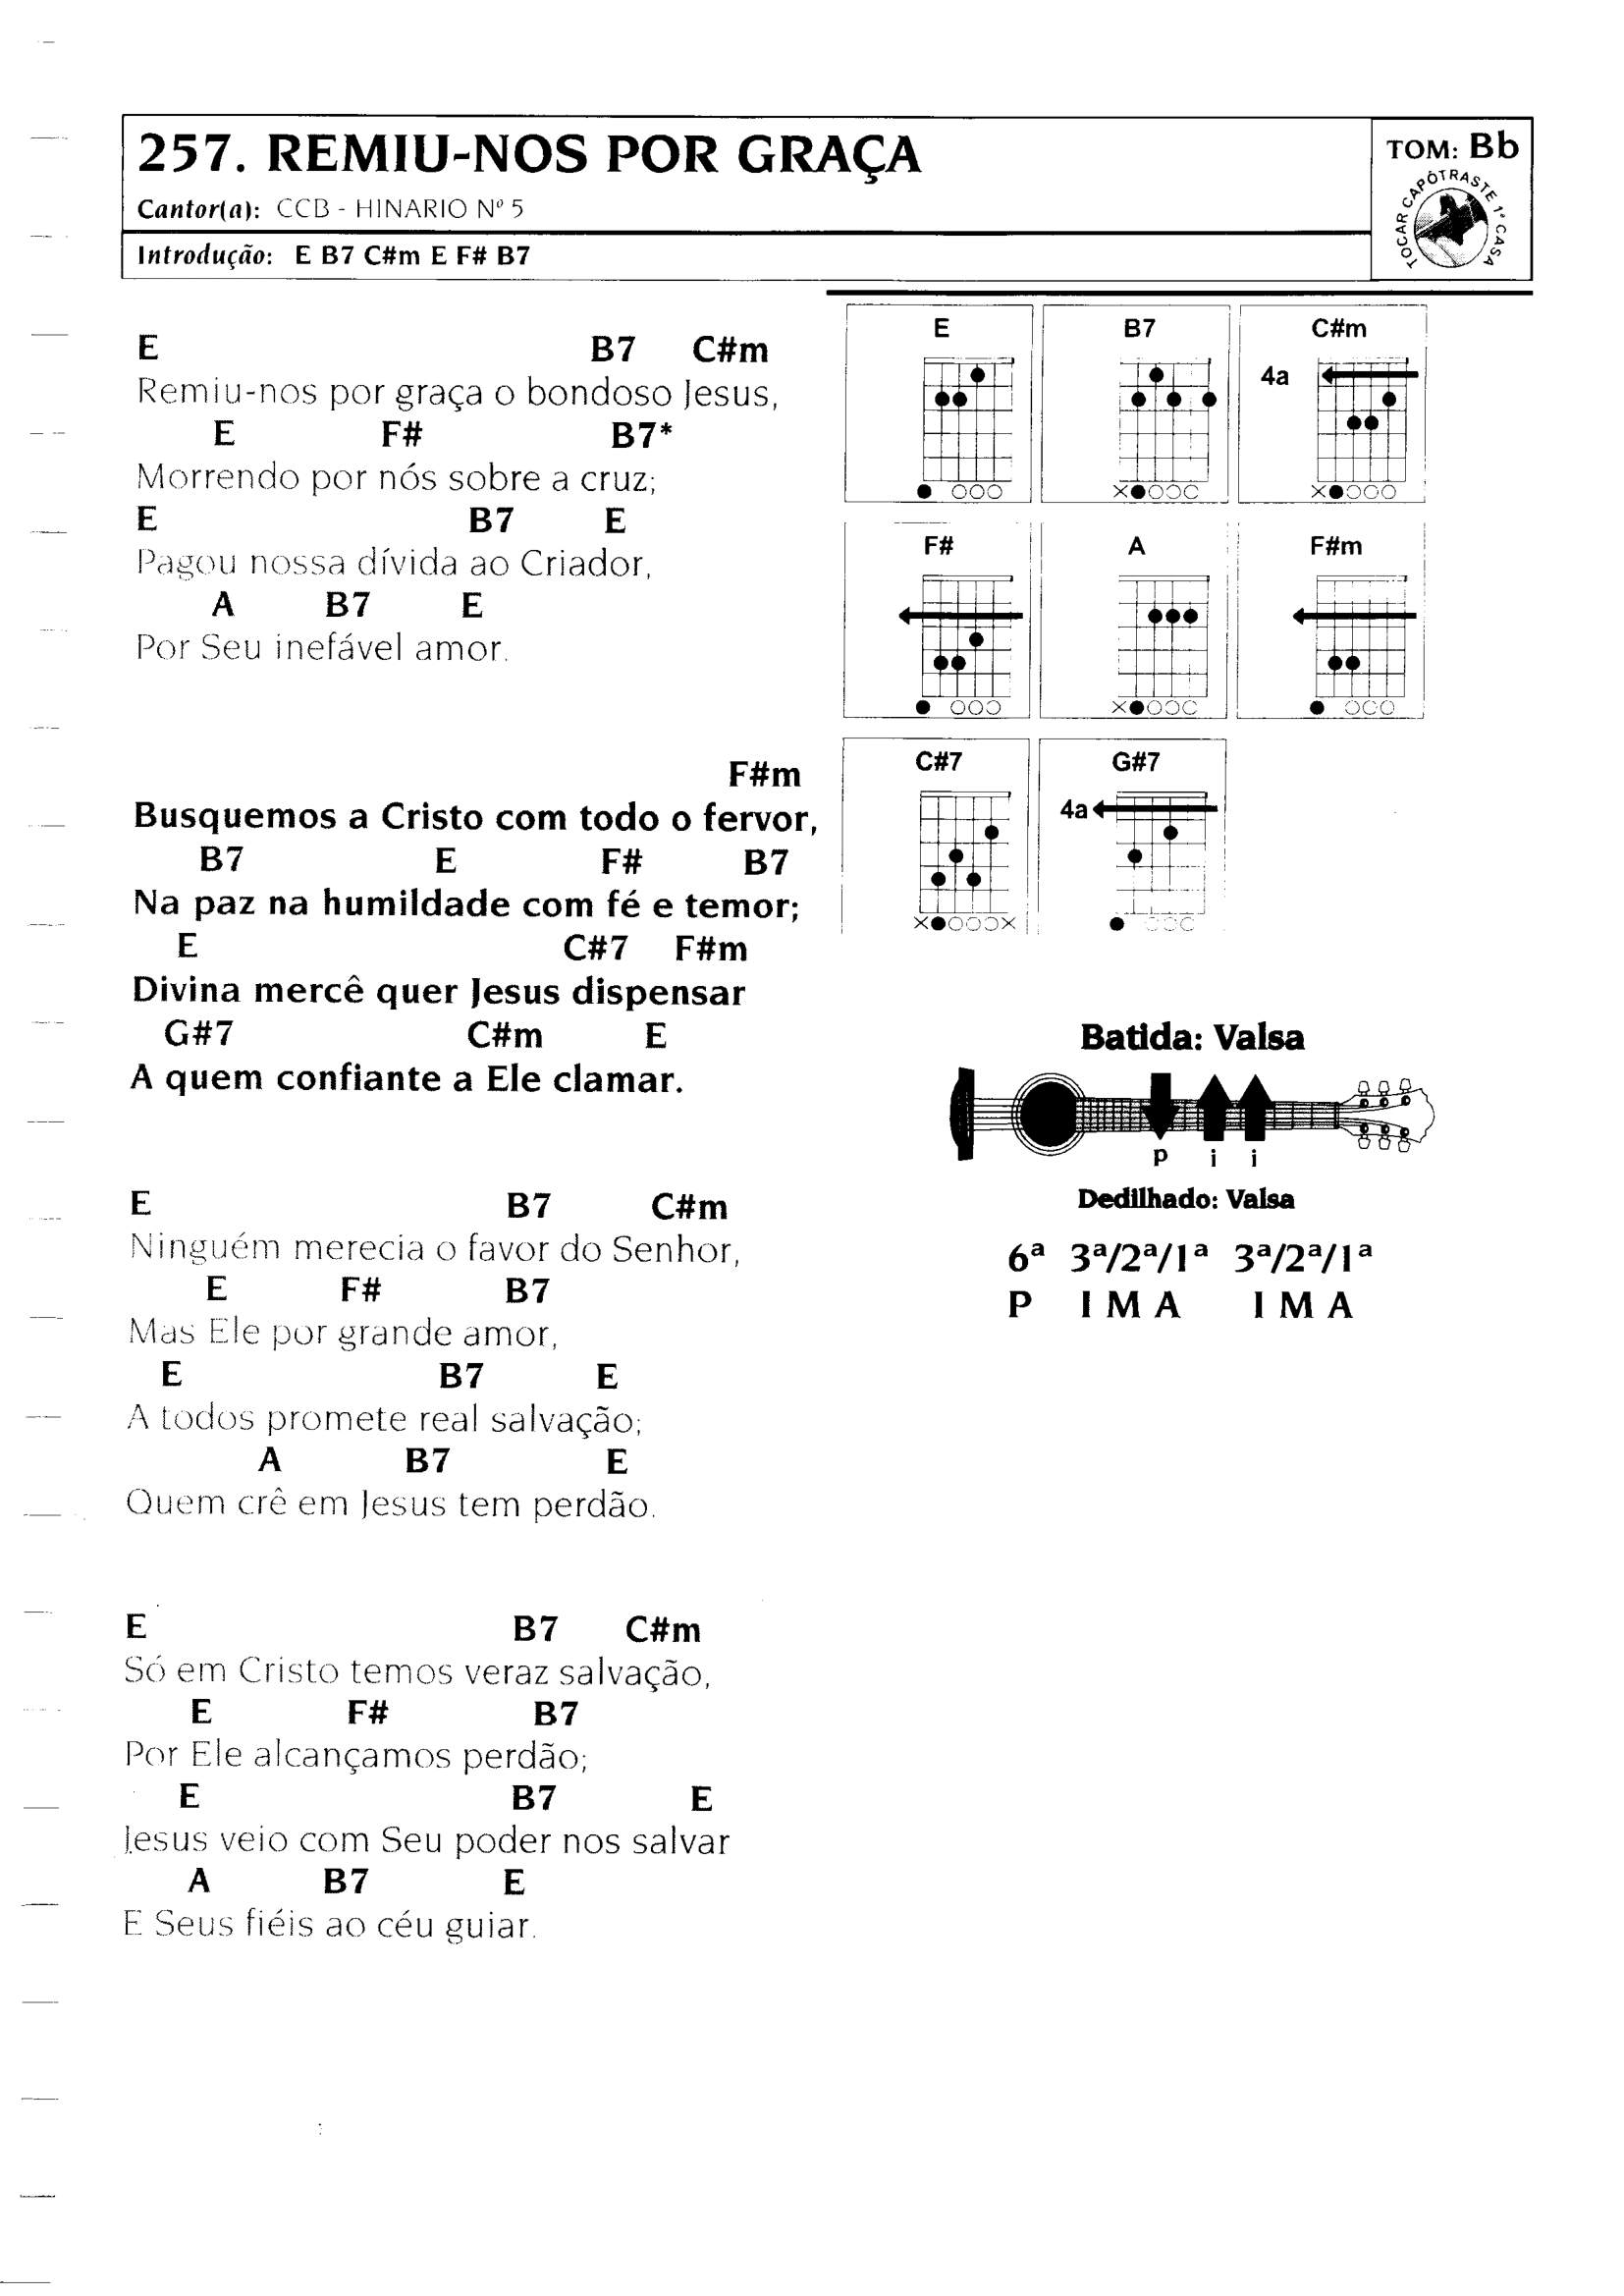 257. REMIU-NOS POR GRAÇA
Cantor(a): CCB - HINARIO Nº 5
Introdução: E B7 C#m E F# B7
TOM: Bb
TOCAR CAPÔTRASTE 1ª CASA
E B7 C#m
Remiu-nos por graça o bondoso Jesus,
E F# B7*
Morrendo por nós sobre a cruz;
E B7 E
Pagou nossa dívida ao Criador,
A B7 E
Por Seu inefável amor.
F#m
Busquemos a Cristo com todo o fervor,
B7 E F# B7
Na paz na humildade com fé e temor;
E C#7 F#m
Divina mercê quer Jesus dispensar
G#7 C#m E
A quem confiante a Ele clamar.
E B7 C#m
Ninguém merecia o favor do Senhor,
E F# B7
Mas Ele por grande amor,
E B7 E
A todos promete real salvação;
A B7 E
Quem crê em Jesus tem perdão.
E B7 C#m
Só em Cristo temos veraz salvação,
E F# B7
Por Ele alcançamos perdão;
E B7 E
Jesus veio com Seu poder nos salvar
A B7 E
E Seus fiéis ao céu guiar.
E B7 C#m
4a
F# A F#m
C#7 G#7
4a
Batida: Valsa
p i i
Dedilhado: Valsa
6ª 3ª/2ª/1ª 3ª/2ª/1ª
P I M A I M A